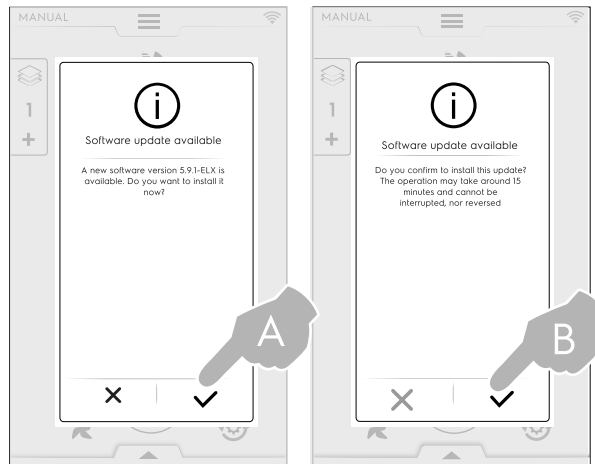 MANUAL
1
+
Software update available
A new software version 5.9.1-ELX is
available. Do you want to install it
now?
A
MANUAL
1
+
Software update available
Do you confirm to install this update?
The operation may take around 15
minutes and cannot be
interrupted, nor reversed
B